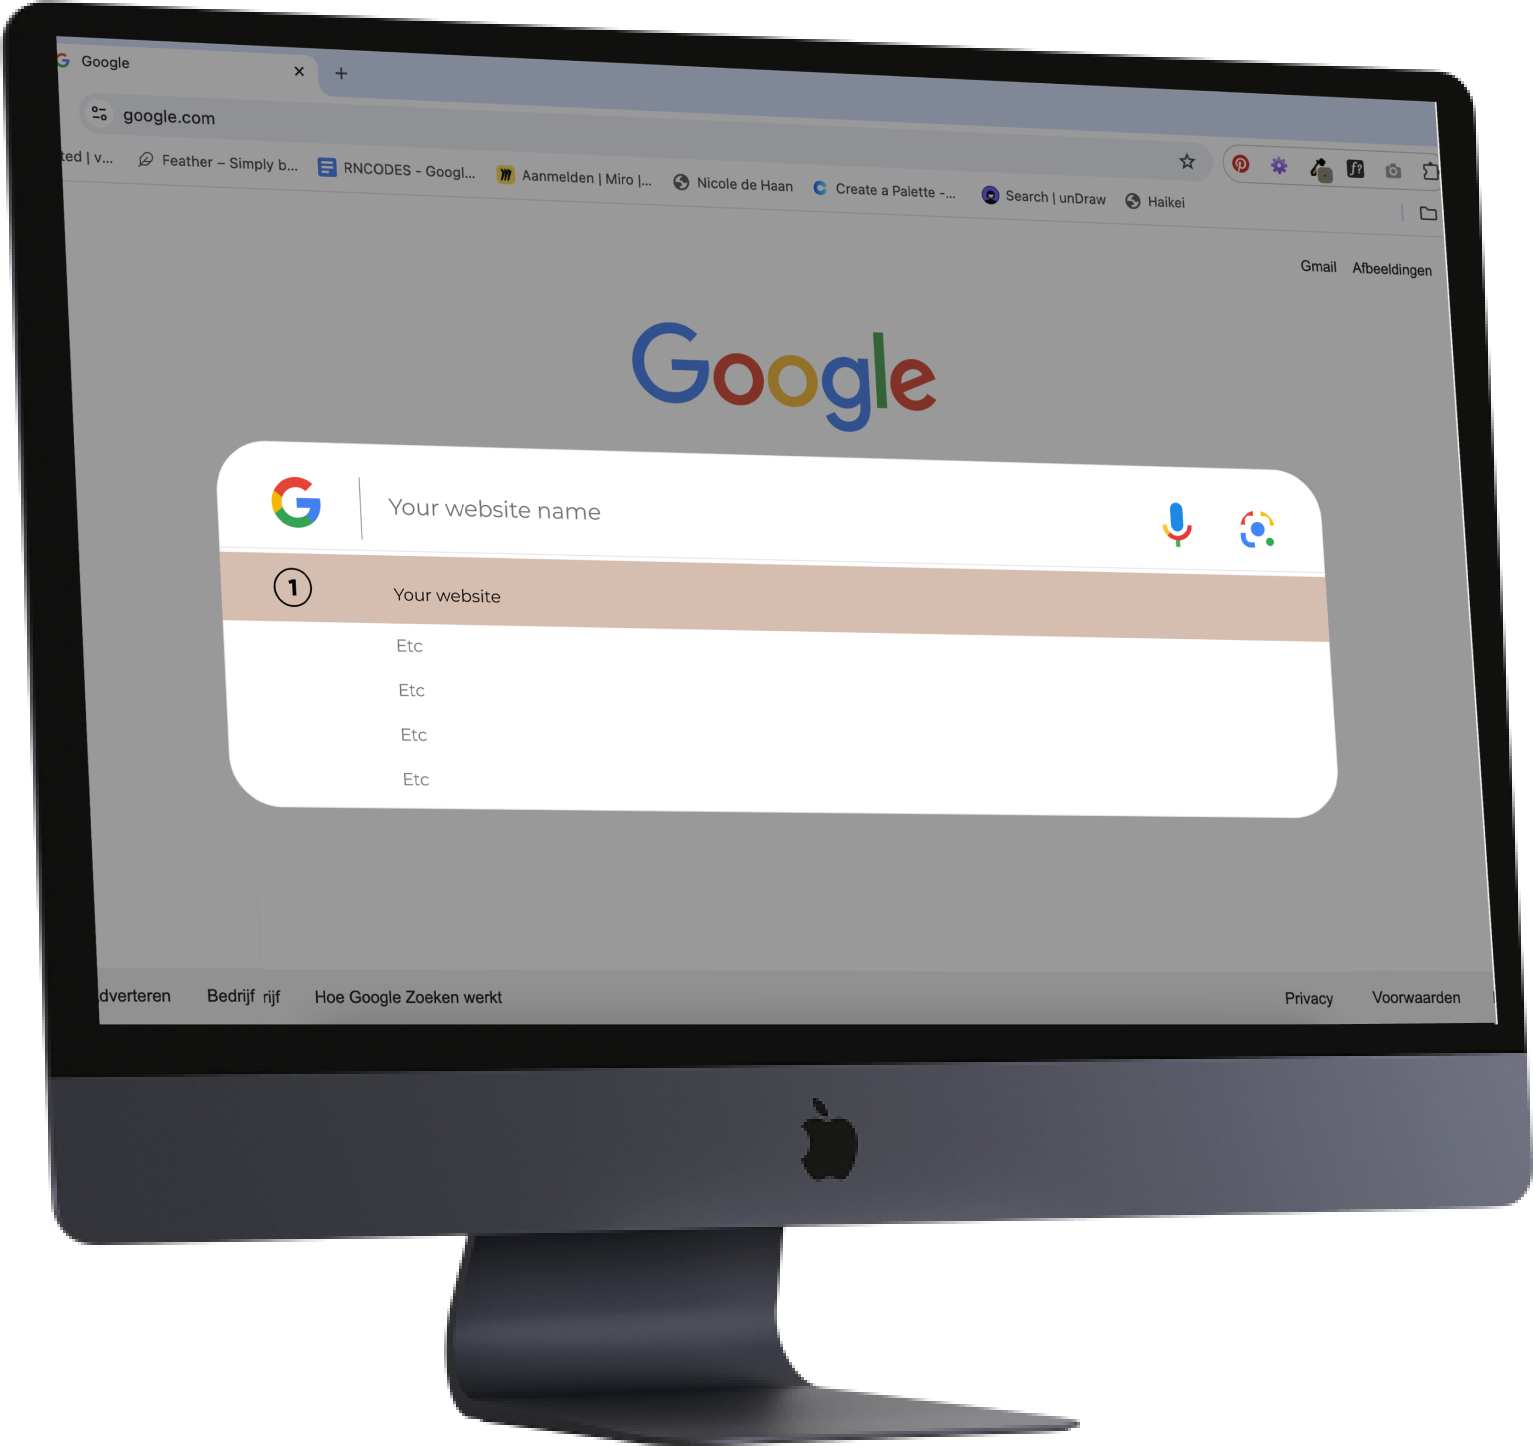 Google
google.com
ted | v...
Feather – Simply b...
RNCODES - Googl...
Aanmelden | Miro |...
Nicole de Haan
Create a Palette -...
Search | unDraw
Haikei
f?
Gmail
Afbeeldingen
Google
Your website name
1
Your website
Etc
Etc
Etc
Etc
dverteren
Bedrijf
rijf
Hoe Google Zoeken werkt
Privacy
Voorwaarden